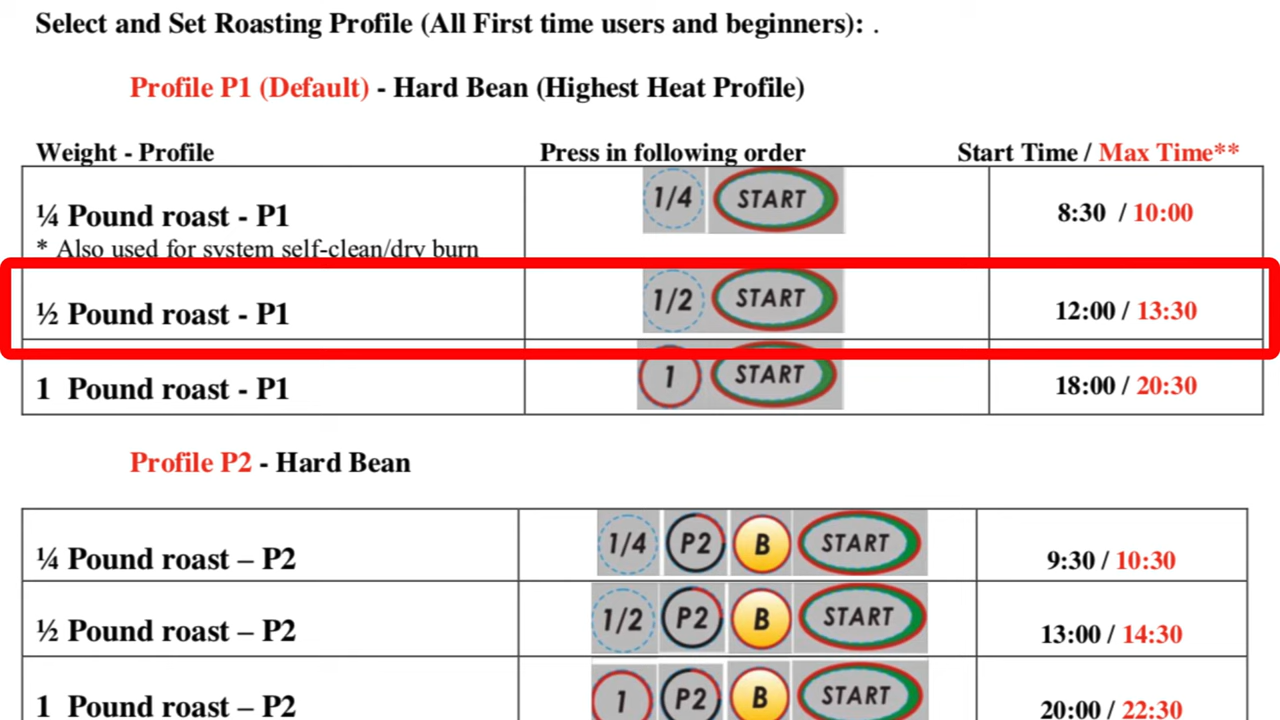 Select and Set Roasting Profile (All First time users and beginners): .
Profile P1 (Default) - Hard Bean (Highest Heat Profile)
Weight - Profile Press in following order Start Time / Max Time**
¼ Pound roast - P1 1/4 START 8:30 / 10:00
* Also used for system self-clean/dry burn
½ Pound roast - P1 1/2 START 12:00 / 13:30
1 Pound roast - P1 1 START 18:00 / 20:30
Profile P2 - Hard Bean
¼ Pound roast – P2 1/4 P2 B START 9:30 / 10:30
½ Pound roast – P2 1/2 P2 B START 13:00 / 14:30
1 Pound roast – P2 1 P2 B START 20:00 / 22:30